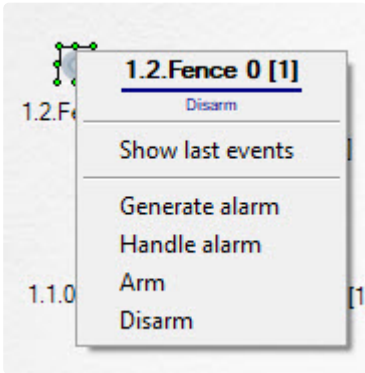 1.2.Fence 0 [1]
Disarm
1.2.Fe
Show last events
]
Generate alarm
Handle alarm
Arm
1.1.0
[1
Disarm